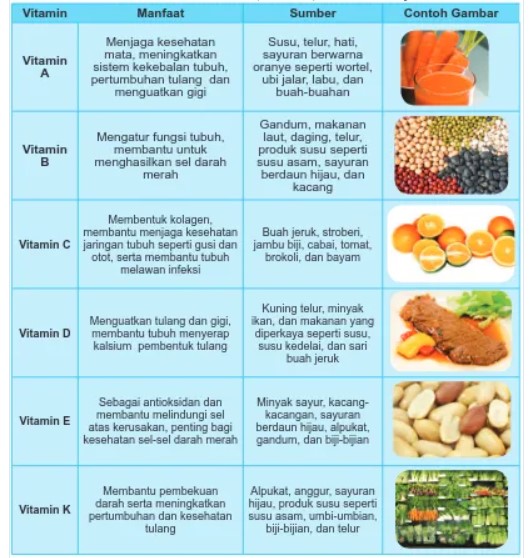 Vitamin Manfaat Sumber Contoh Gambar
Vitamin
A
Menjaga kesehatan
mata, meningkatkan
sistem kekebalan tubuh,
pertumbuhan tulang dan
menguatkan gigi
Susu, telur, hati,
sayuran berwarna
oranye seperti wortel,
ubi jalar, labu, dan
buah-buahan
Vitamin
B
Mengatur fungsi tubuh,
membantu untuk
menghasilkan sel darah
merah
Gandum, makanan
laut, daging, telur,
produk susu seperti
susu asam, sayuran
berdaun hijau, dan
kacang
Vitamin C
Membentuk kolagen,
membantu menjaga kesehatan
jaringan tubuh seperti gusi dan
otot, serta membantu tubuh
melawan infeksi
Buah jeruk, stroberi,
jambu biji, cabai, tomat,
brokoli, dan bayam
Vitamin D
Menguatkan tulang dan gigi,
membantu tubuh menyerap
kalsium pembentuk tulang
Kuning telur, minyak
ikan, dan makanan yang
diperkaya seperti susu,
susu kedelai, dan sari
buah jeruk
Vitamin E
Sebagai antioksidan dan
membantu melindungi sel
atas kerusakan, penting bagi
kesehatan sel-sel darah merah
Minyak sayur, kacang-
kacangan, sayuran
berdaun hijau, alpukat,
gandum, dan biji-bijian
Vitamin K
Membantu pembekuan
darah serta meningkatkan
pertumbuhan dan kesehatan
tulang
Alpukat, anggur, sayuran
hijau, produk susu seperti
susu asam, umbi-umbian,
biji-bijian, dan telur